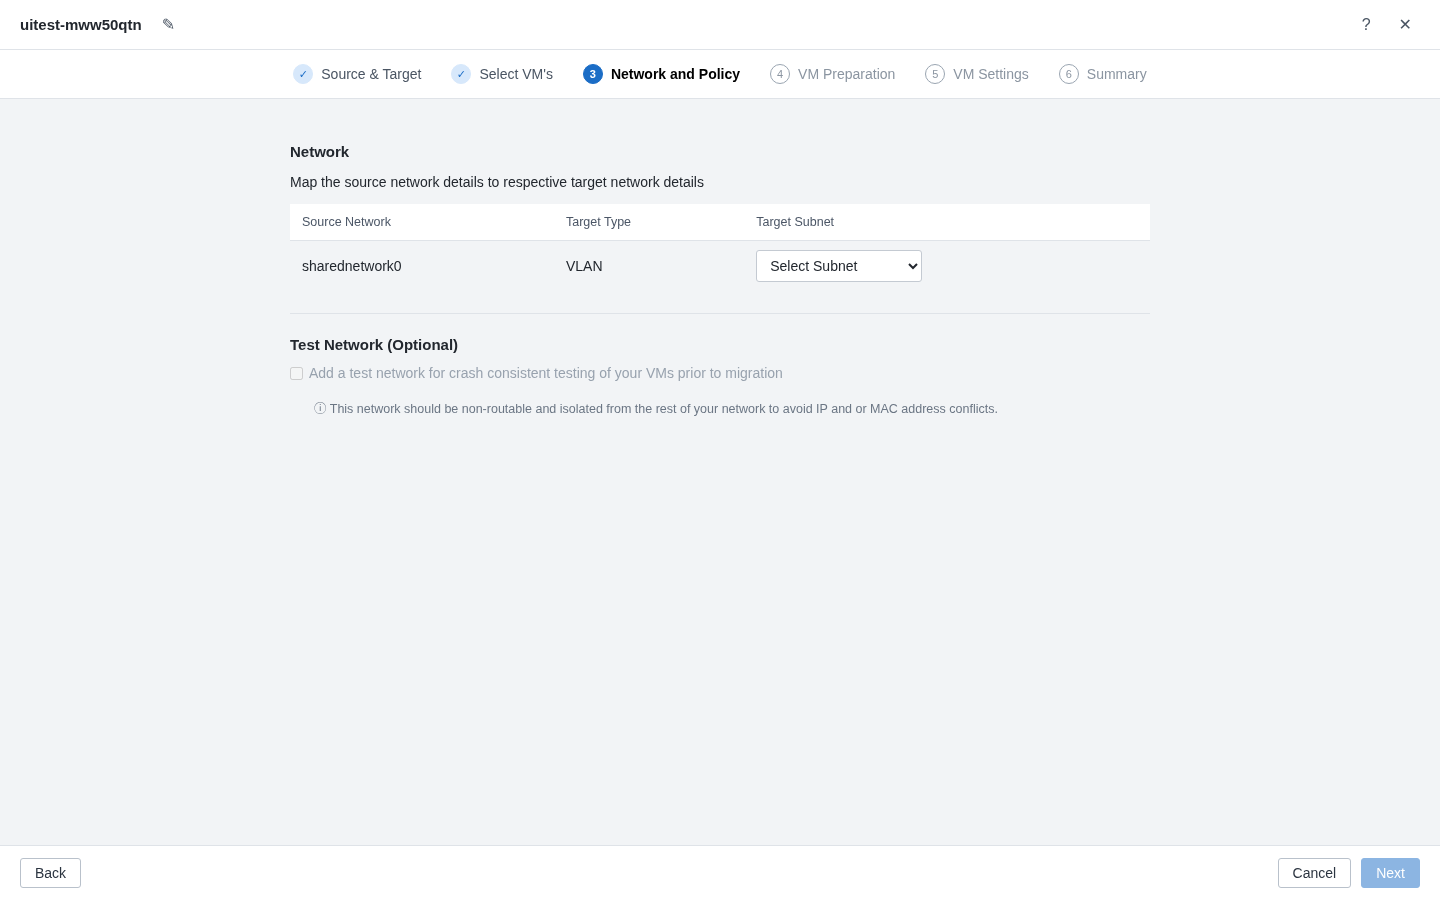 uitest-mww50qtn
?
Source & Target
Select VM's
3 Network and Policy
4 VM Preparation
5 VM Settings
6 Summary
Network
Map the source network details to respective target network details
Source Network Target Type Target Subnet
sharednetwork0 VLAN Select Subnet
Test Network (Optional)
Add a test network for crash consistent testing of your VMs prior to migration
This network should be non-routable and isolated from the rest of your network to avoid IP and or MAC address conflicts.
Back Cancel Next